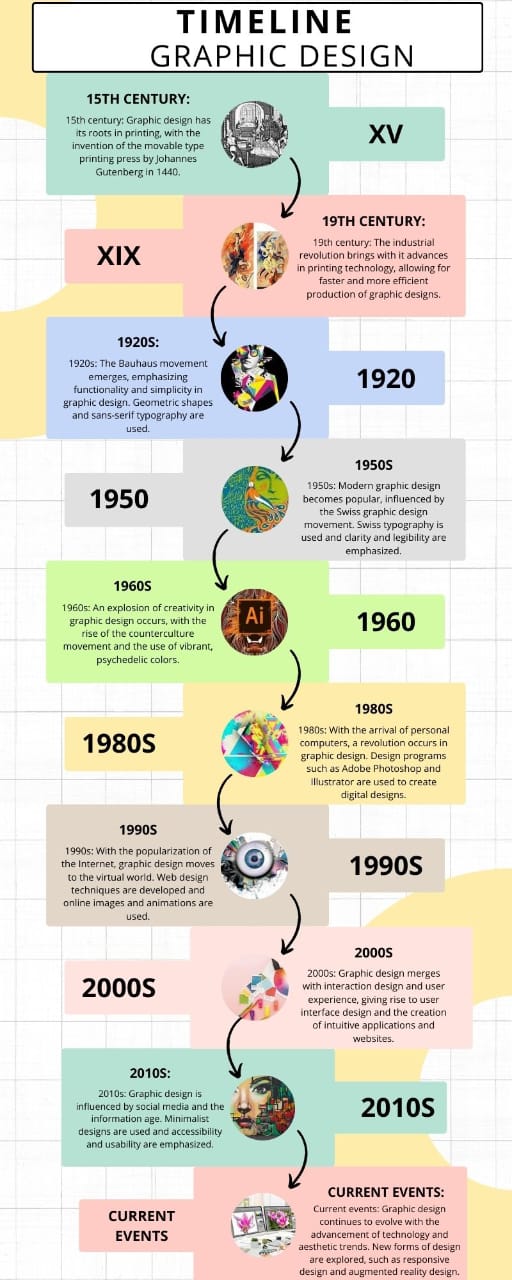 TIMELINE
GRAPHIC DESIGN
15TH CENTURY:
15th century: Graphic design has
its roots in printing, with the
invention of the movable type
printing press by Johannes
Gutenberg in 1440.
XV
19TH CENTURY:
19th century: The industrial
revolution brings with it advances
in printing technology, allowing for
faster and more efficient
production of graphic designs.
XIX
1920S:
1920s: The Bauhaus movement
emerges, emphasizing
functionality and simplicity in
graphic design. Geometric shapes
and sans-serif typography are
used.
1920
1950S
1950s: Modern graphic design
becomes popular, influenced by
the Swiss graphic design
movement. Swiss typography is
used and clarity and legibility are
emphasized.
1950
1960S
1960s: An explosion of creativity in
graphic design occurs, with the
rise of the counterculture
movement and the use of vibrant,
psychedelic colors.
Ai
1960
1980S
1980s: With the arrival of personal
computers, a revolution occurs in
graphic design. Design programs
such as Adobe Photoshop and
Illustrator are used to create
digital designs.
1980S
1990S
1990s: With the popularization of
the Internet, graphic design moves
to the virtual world. Web design
techniques are developed and
online images and animations are
used.
1990S
2000S
2000s: Graphic design merges
with interaction design and user
experience, giving rise to user
interface design and the creation
of intuitive applications and
websites.
2000S
2010S:
2010s: Graphic design is
influenced by social media and the
information age. Minimalist
designs are used and accessibility
and usability are emphasized.
2010S
CURRENT EVENTS:
Current events: Graphic design
continues to evolve with the
advancement of technology and
aesthetic trends. New forms of design
are explored, such as responsive
design and augmented reality design.
CURRENT
EVENTS